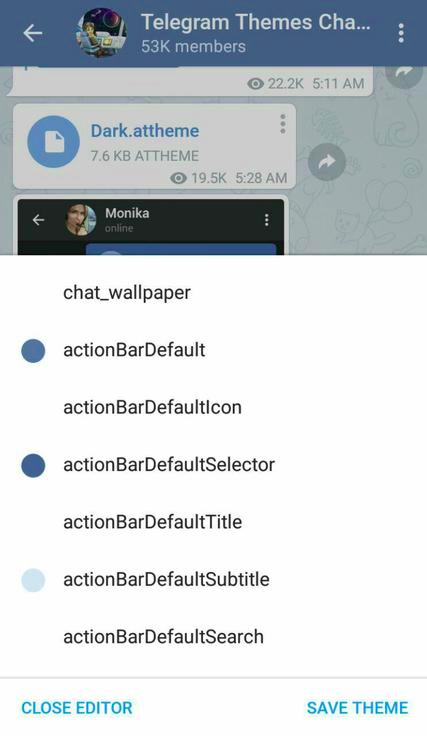 Telegram Themes Cha...
53K members
22.2K 5:11 AM
Dark.attheme
7.6 KB ATTHEME
19.5K 5:28 AM
Monika
online
chat_wallpaper
actionBarDefault
actionBarDefaultIcon
actionBarDefaultSelector
actionBarDefaultTitle
actionBarDefaultSubtitle
actionBarDefaultSearch
CLOSE EDITOR SAVE THEME